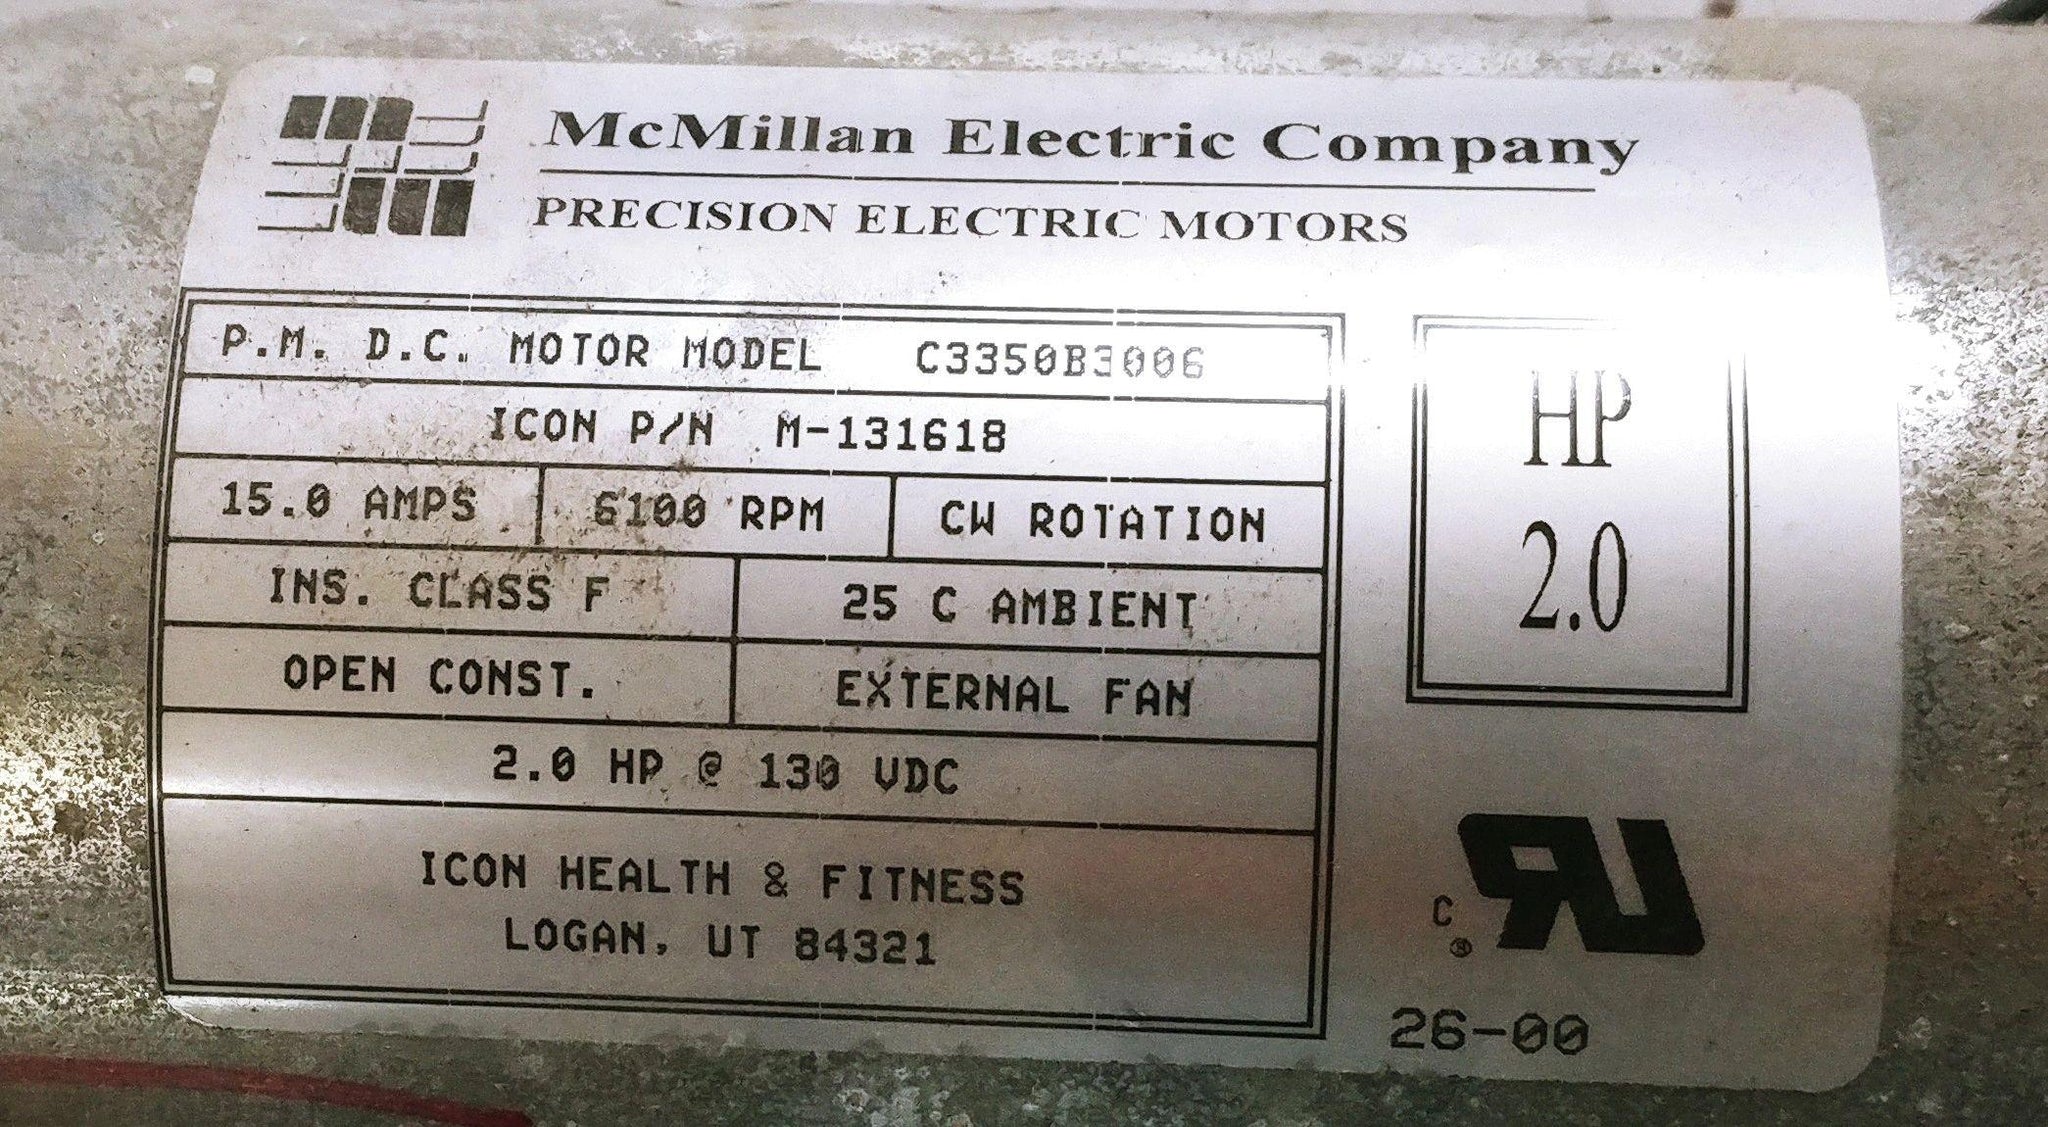 McMillan Electric Company
PRECISION ELECTRIC MOTORS
P.M. D.C. MOTOR MODEL C3350B3006
ICON P/N M-131618
15.0 AMPS 6100 RPM CW ROTATION
INS. CLASS F 25 C AMBIENT
OPEN CONST. EXTERNAL FAN
2.0 HP @ 130 VDC
ICON HEALTH & FITNESS
LOGAN, UT 84321
HP
2.0
C RU ®
26-00